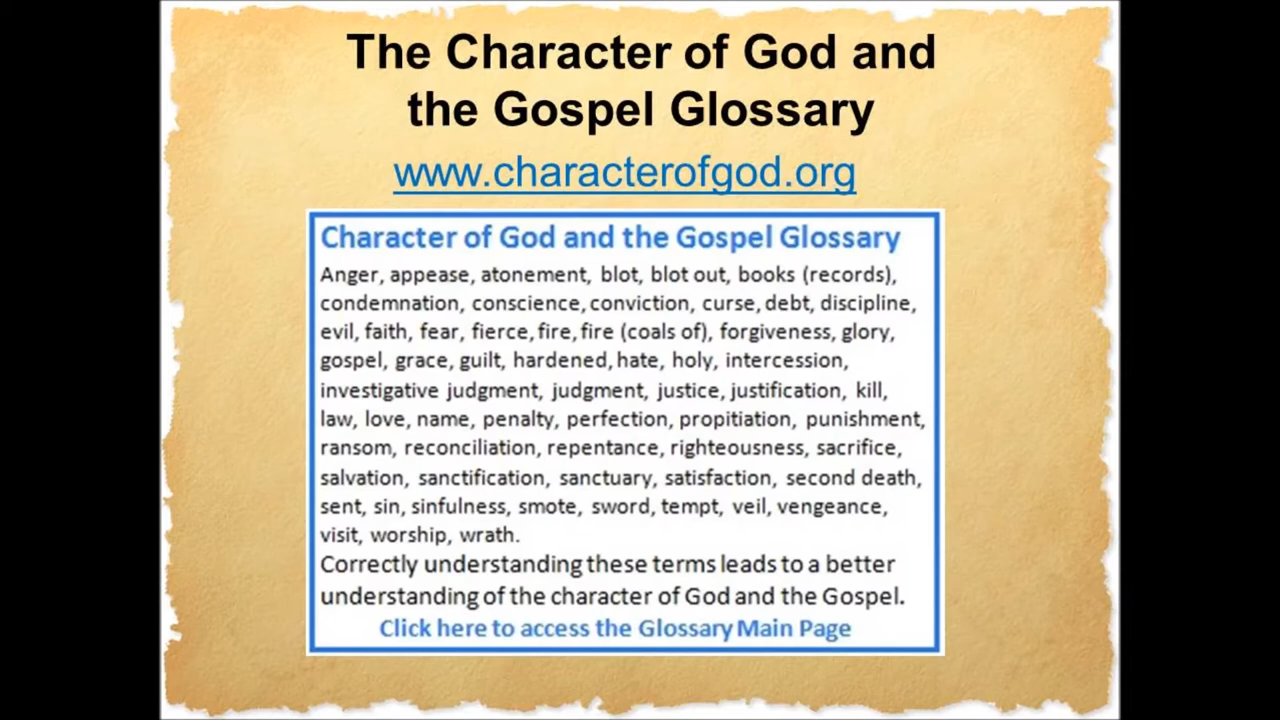 The Character of God and
the Gospel Glossary
www.characterofgod.org
Character of God and the Gospel Glossary
Anger, appease, atonement, blot, blot out, books (records),
condemnation, conscience, conviction, curse, debt, discipline,
evil, faith, fear, fierce, fire, fire (coals of), forgiveness, glory,
gospel, grace, guilt, hardened, hate, holy, intercession,
investigative judgment, judgment, justice, justification, kill,
law, love, name, penalty, perfection, propitiation, punishment,
ransom, reconciliation, repentance, righteousness, sacrifice,
salvation, sanctification, sanctuary, satisfaction, second death,
sent, sin, sinfulness, smote, sword, tempt, veil, vengeance,
visit, worship, wrath.
Correctly understanding these terms leads to a better
understanding of the character of God and the Gospel.
Click here to access the Glossary Main Page